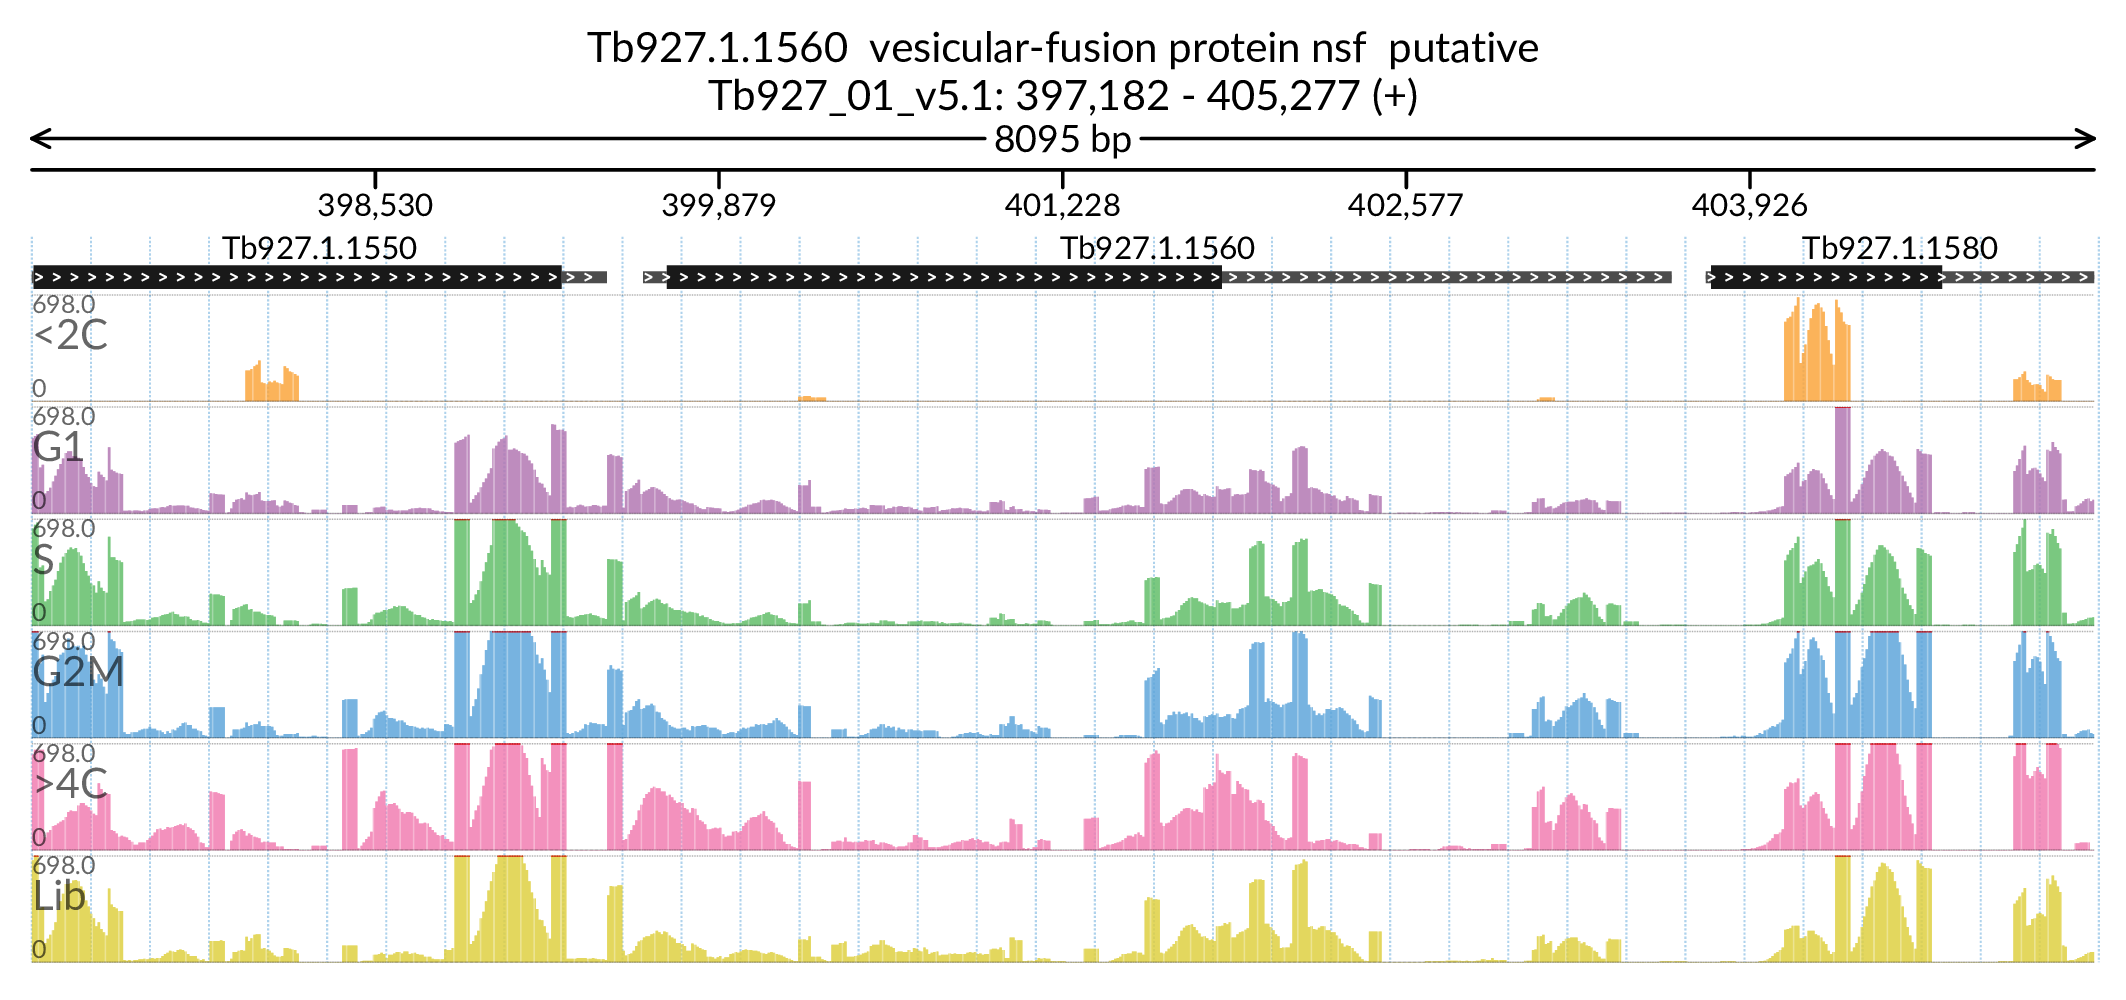 Tb927.1.1560  vesicular-fusion protein nsf  putative
Tb927_01_v5.1: 397,182 - 405,277 (+)
8095 bp
398,530 399,879 401,228 402,577 403,926
Tb927.1.1550 Tb927.1.1560 Tb927.1.1580
698.0
<2C
0
698.0
G1
0
698.0
S
0
698.0
G2M
0
698.0
>4C
0
698.0
Lib
0